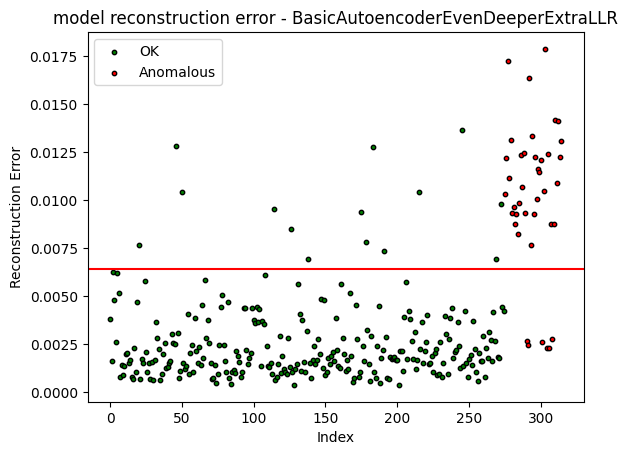 model reconstruction error - BasicAutoencoderEvenDeeperExtraLLR
OK
Anomalous
Reconstruction Error
0.0175
0.0150
0.0125
0.0100
0.0075
0.0050
0.0025
0.0000
0 50 100 150 200 250 300
Index